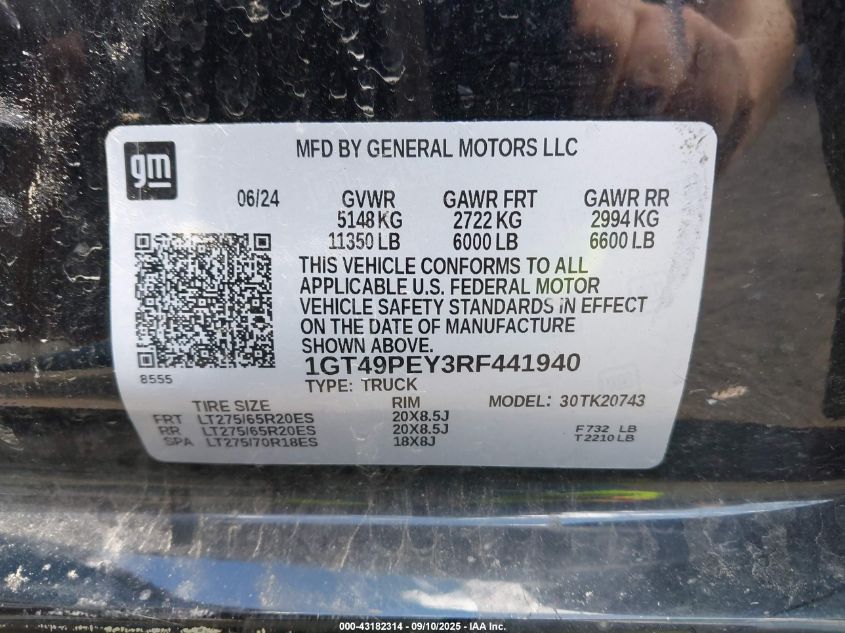 gm
MFD BY GENERAL MOTORS LLC
06/24 GVWR GAWR FRT GAWR RR
5148 KG 2722 KG 2994 KG
11350 LB 6000 LB 6600 LB
THIS VEHICLE CONFORMS TO ALL
APPLICABLE U.S. FEDERAL MOTOR
VEHICLE SAFETY STANDARDS IN EFFECT
ON THE DATE OF MANUFACTURE
SHOWN ABOVE.
8555
1GT49PEY3RF441940
TYPE: TRUCK
TIRE SIZE RIM MODEL: 30TK20743
FRT LT275/65R20ES 20X8.5J
RR LT275/65R20ES 20X8.5J F 732 LB
SPA LT275/70R18ES 18X8J T 2210 LB
000-43182314 - 09/10/2025 - IAA Inc.